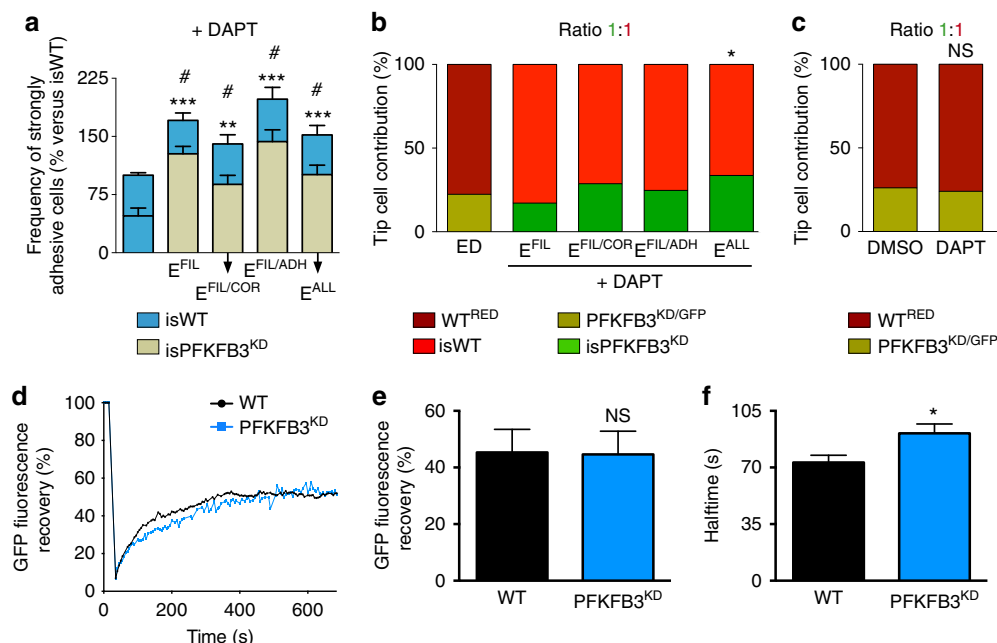 a
+ DAPT
Frequency of strongly
adhesive cells (% versus isWT)
225
150
75
0
#
***
#
**
#
***
#
***
E^FIL
E^FIL/COR
E^FIL/ADH
E^ALL
isWT
isPFKFB3^KD
b
Ratio 1:1
Tip cell contribution (%)
100
50
0
*
ED
E^FIL
E^FIL/COR
E^FIL/ADH
E^ALL
+ DAPT
WT^RED
isWT
PFKFB3^KD/GFP
isPFKFB3^KD
c
Ratio 1:1
NS
Tip cell contribution (%)
100
50
0
DMSO
DAPT
WT^RED
PFKFB3^KD/GFP
d
GFP fluorescence
recovery (%)
100
80
60
40
20
0
WT
PFKFB3^KD
0
200
400
600
Time (s)
e
GFP fluorescence
recovery (%)
60
40
20
0
NS
WT
PFKFB3^KD
f
Halftime (s)
105
70
35
0
*
WT
PFKFB3^KD